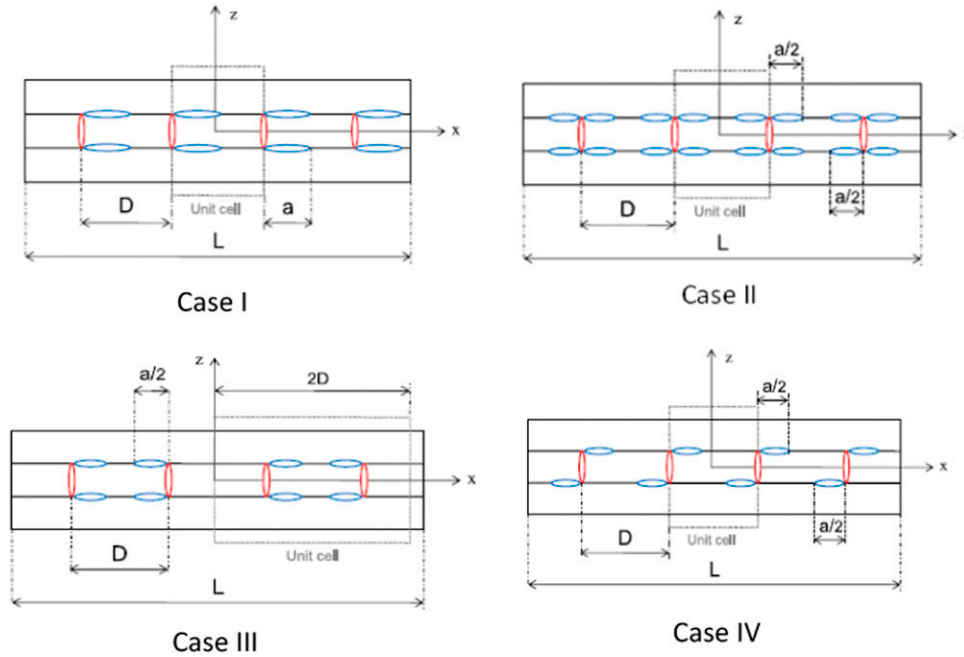 z
x
D
Unit cell
a
L
Case I
z
a/2
D
Unit cell
a/2
L
Case II
z
a/2
2D
x
D
Unit cell
L
Case III
z
a/2
x
D
Unit cell
a/2
L
Case IV